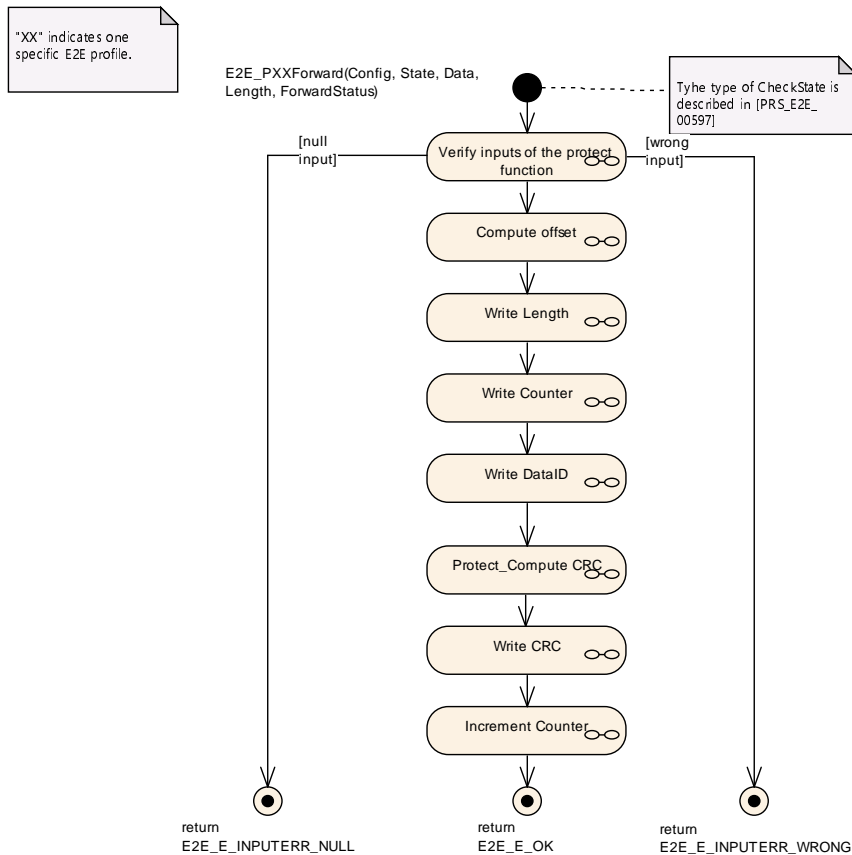 "XX" indicates one
specific E2E profile.
E2E_PXXForward(Config, State, Data,
Length, ForwardStatus)
Tyhe type of CheckState is
described in [PRS_E2E_
00597]
[null
input]
Verify inputs of the protect
function
[wrong
input]
Compute offset
Write Length
Write Counter
Write DataID
Protect_Compute CRC
Write CRC
Increment Counter
return
E2E_E_INPUTERR_NULL
return
E2E_E_OK
return
E2E_E_INPUTERR_WRONG